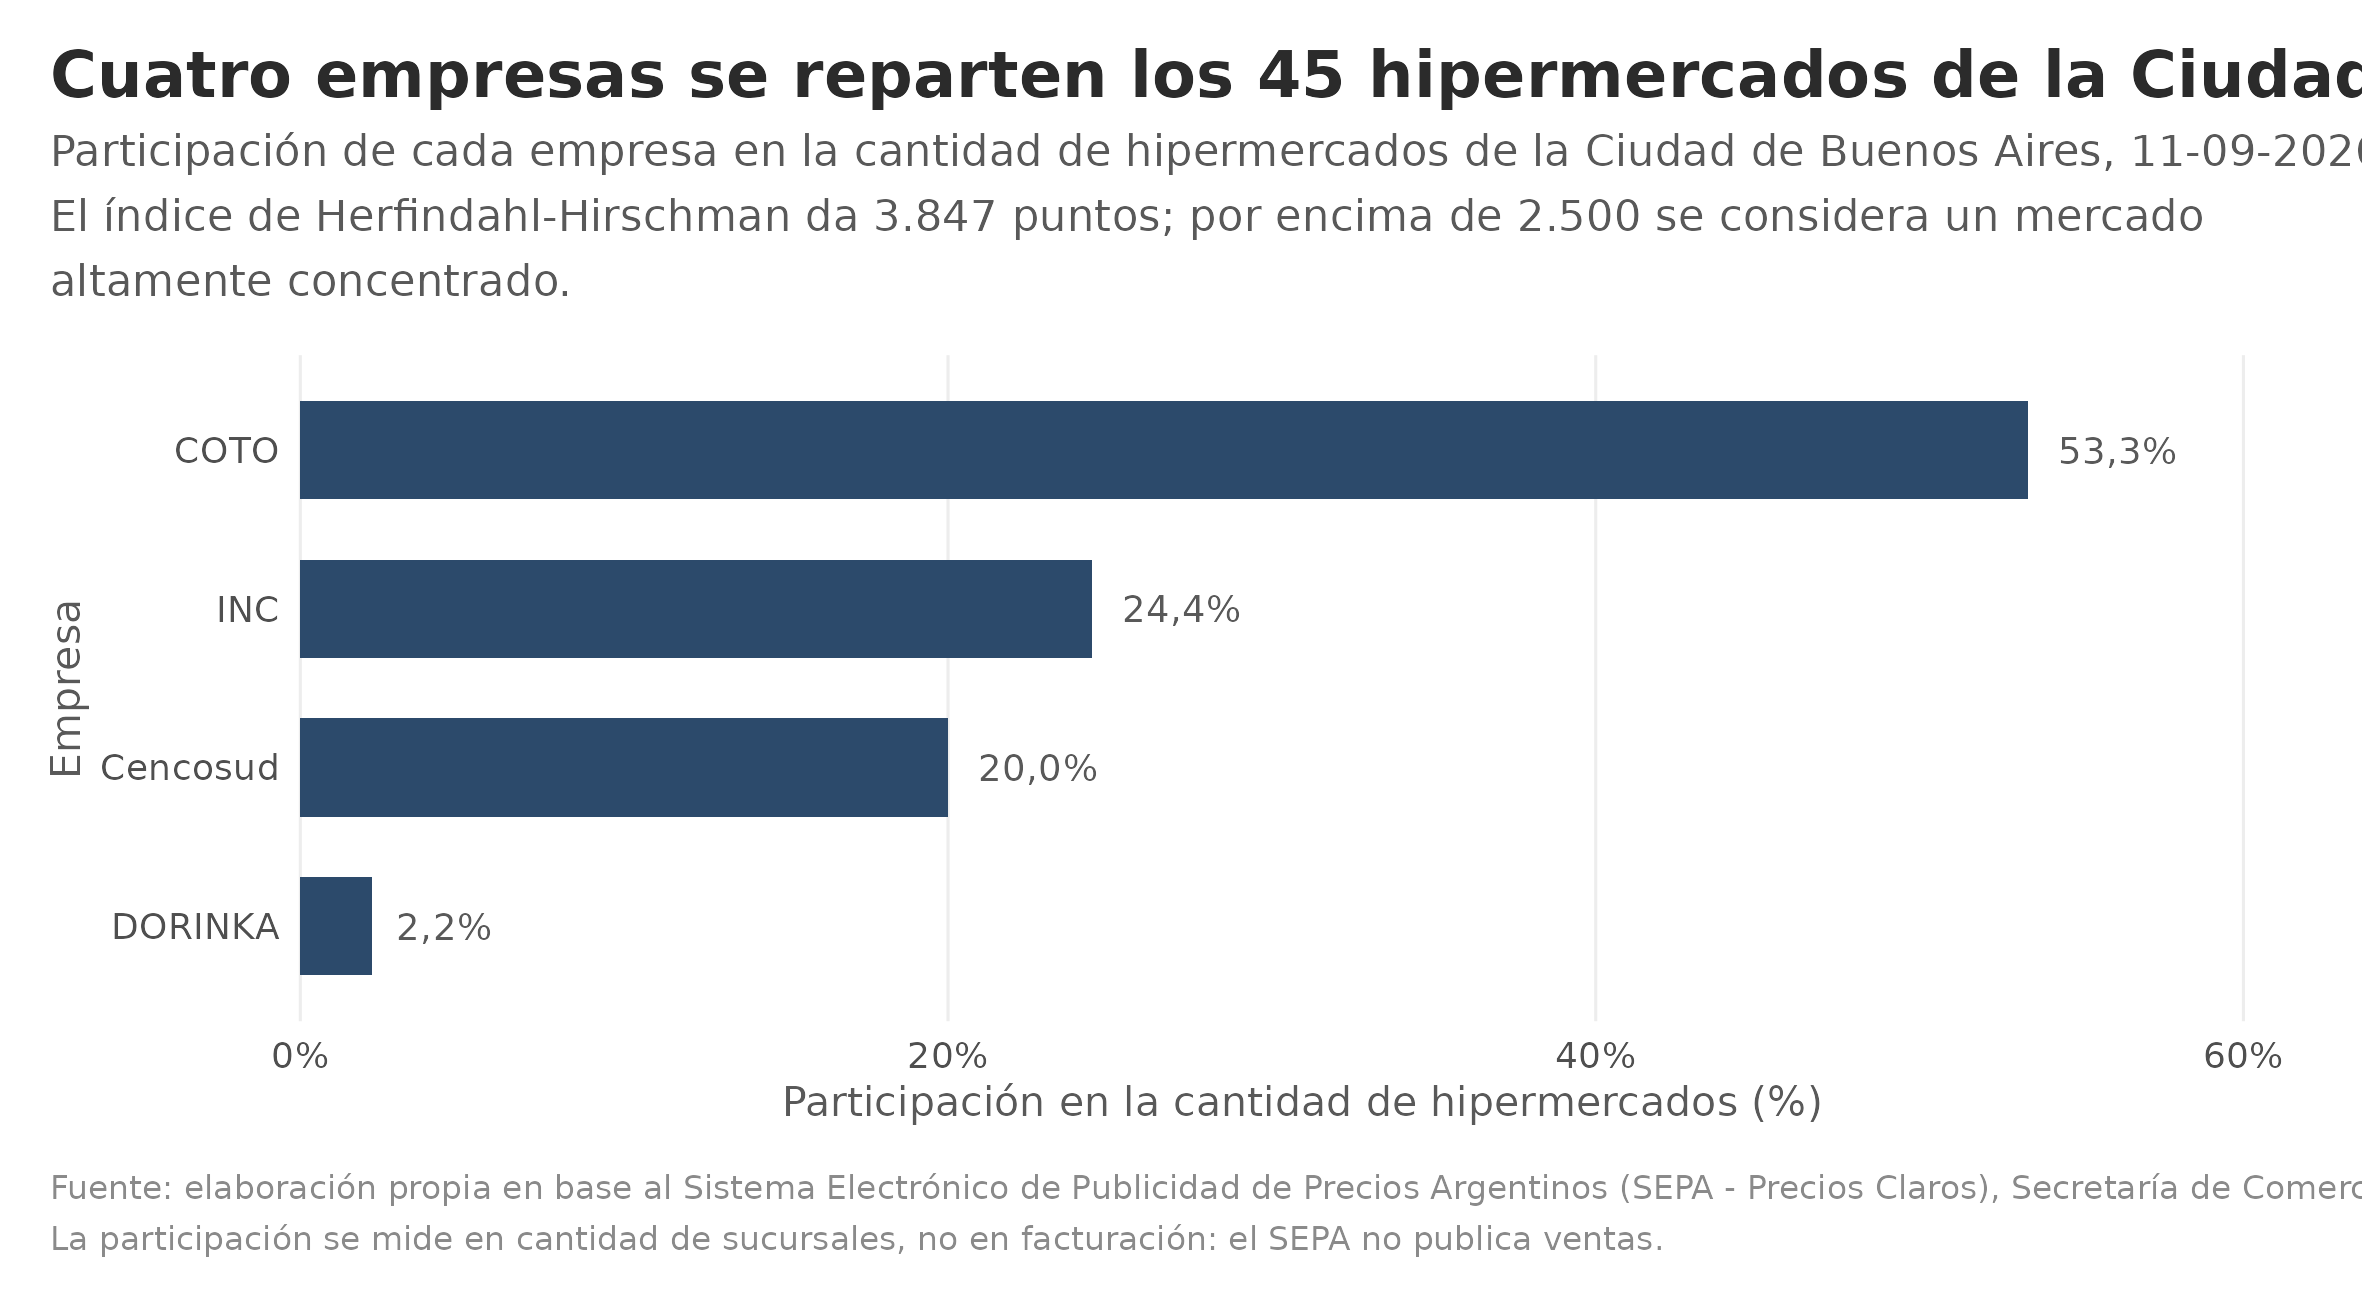 Cuatro empresas se reparten los 45 hipermercados de la Ciudad
Participación de cada empresa en la cantidad de hipermercados de la Ciudad de Buenos Aires, 11-09-2026
El índice de Herfindahl-Hirschman da 3.847 puntos; por encima de 2.500 se considera un mercado
altamente concentrado.
COTO
53,3%
INC
24,4%
Empresa
Cencosud
20,0%
DORINKA
2,2%
0%
20%
40%
60%
Participación en la cantidad de hipermercados (%)
Fuente: elaboración propia en base al Sistema Electrónico de Publicidad de Precios Argentinos (SEPA - Precios Claros), Secretaría de Comerc
La participación se mide en cantidad de sucursales, no en facturación: el SEPA no publica ventas.